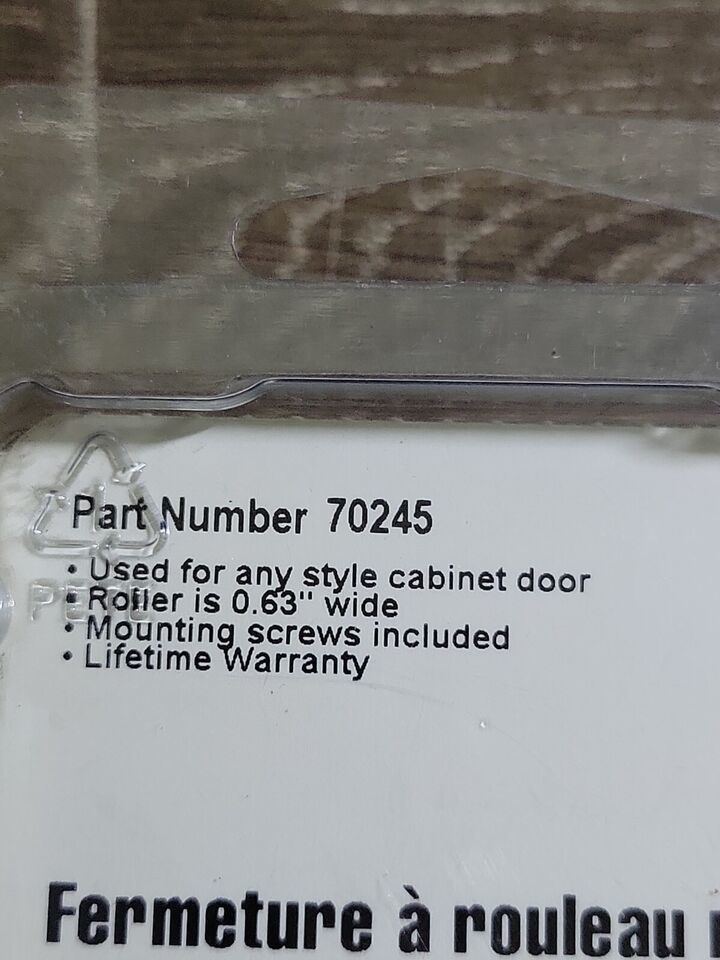 Part Number 70245
• Used for any style cabinet door
• Roller is 0.63" wide
• Mounting screws included
• Lifetime Warranty
Fermeture à rouleau